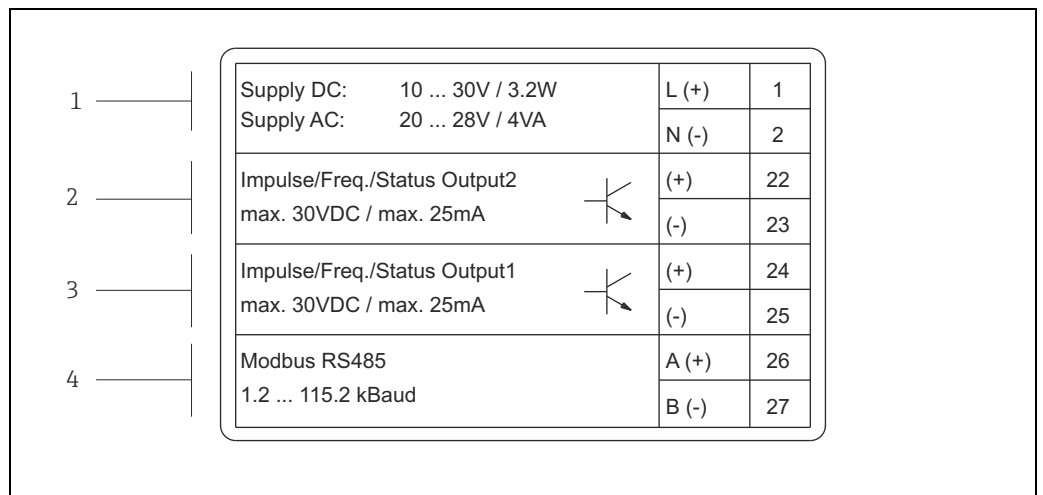 1
Supply DC: 10 ... 30V / 3.2W
L (+) 1
Supply AC: 20 ... 28V / 4VA
N (-) 2
2
Impulse/Freq./Status Output2
(+) 22
max. 30VDC / max. 25mA
(-) 23
3
Impulse/Freq./Status Output1
(+) 24
max. 30VDC / max. 25mA
(-) 25
4
Modbus RS485
A (+) 26
1.2 ... 115.2 kBaud
B (-) 27